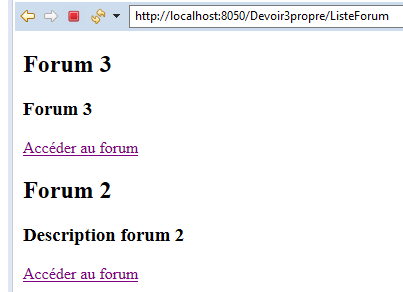 http://localhost:8050/Devoir3propre/ListeForum
Forum 3
Forum 3
Accéder au forum
Forum 2
Description forum 2
Accéder au forum